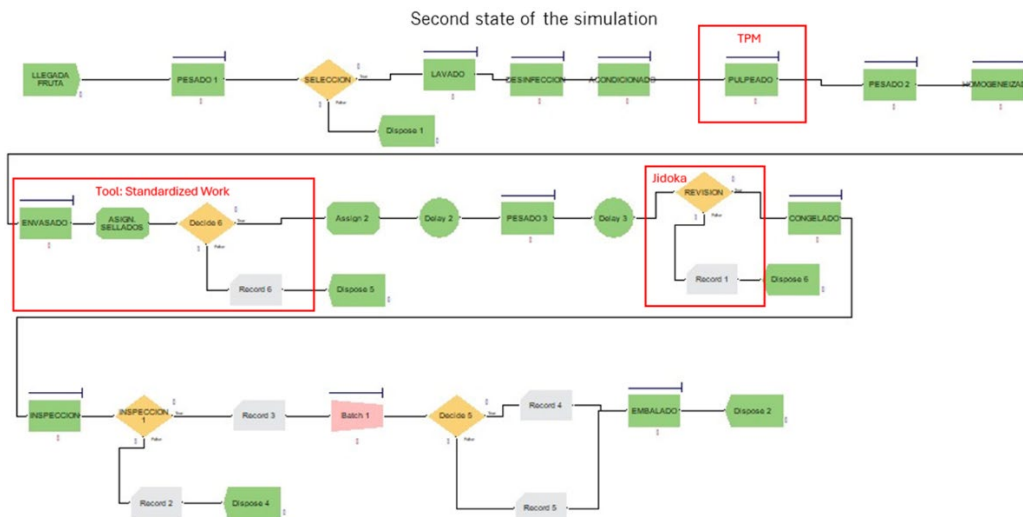 Second state of the simulation
TPM
LLEGADA
FRUTA
PESADO 1
SELECCION
True
False
LAVADO
DESINFECCION
ACONDICIONADO
PULPEADO
PESADO 2
HOMOGENEIZADO
Dispose 1
Tool: Standardized Work
Jidoka
ENVASADO
ASIGN.
SELLADOS
Decide 6
True
False
Assign 2
Delay 2
PESADO 3
Delay 3
REVISION
True
False
CONGELADO
Record 6
Dispose 5
Record 1
Dispose 6
INSPECCION
INSPECCION
1
True
False
Record 3
Batch 1
Decide 5
True
False
Record 4
EMBALADO
Dispose 2
Record 2
Dispose 4
Record 5